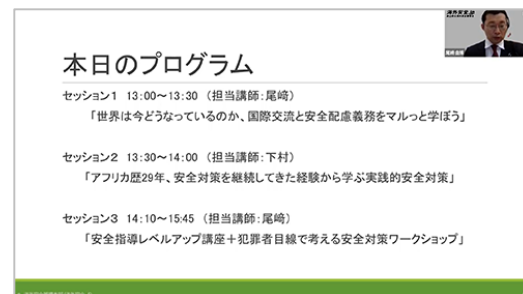 海外安全.jp
本日のプログラム
セッション1 13:00～13:30 （担当講師：尾﨑）
「世界は今どうなっているのか、国際交流と安全配慮義務をマルっと学ぼう」
セッション2 13:30～14:00 （担当講師：下村）
「アフリカ歴29年、安全対策を継続してきた経験から学ぶ実践的安全対策」
セッション3 14:10～15:45 （担当講師：尾﨑）
「安全指導レベルアップ講座＋犯罪者目線で考える安全対策ワークショップ」